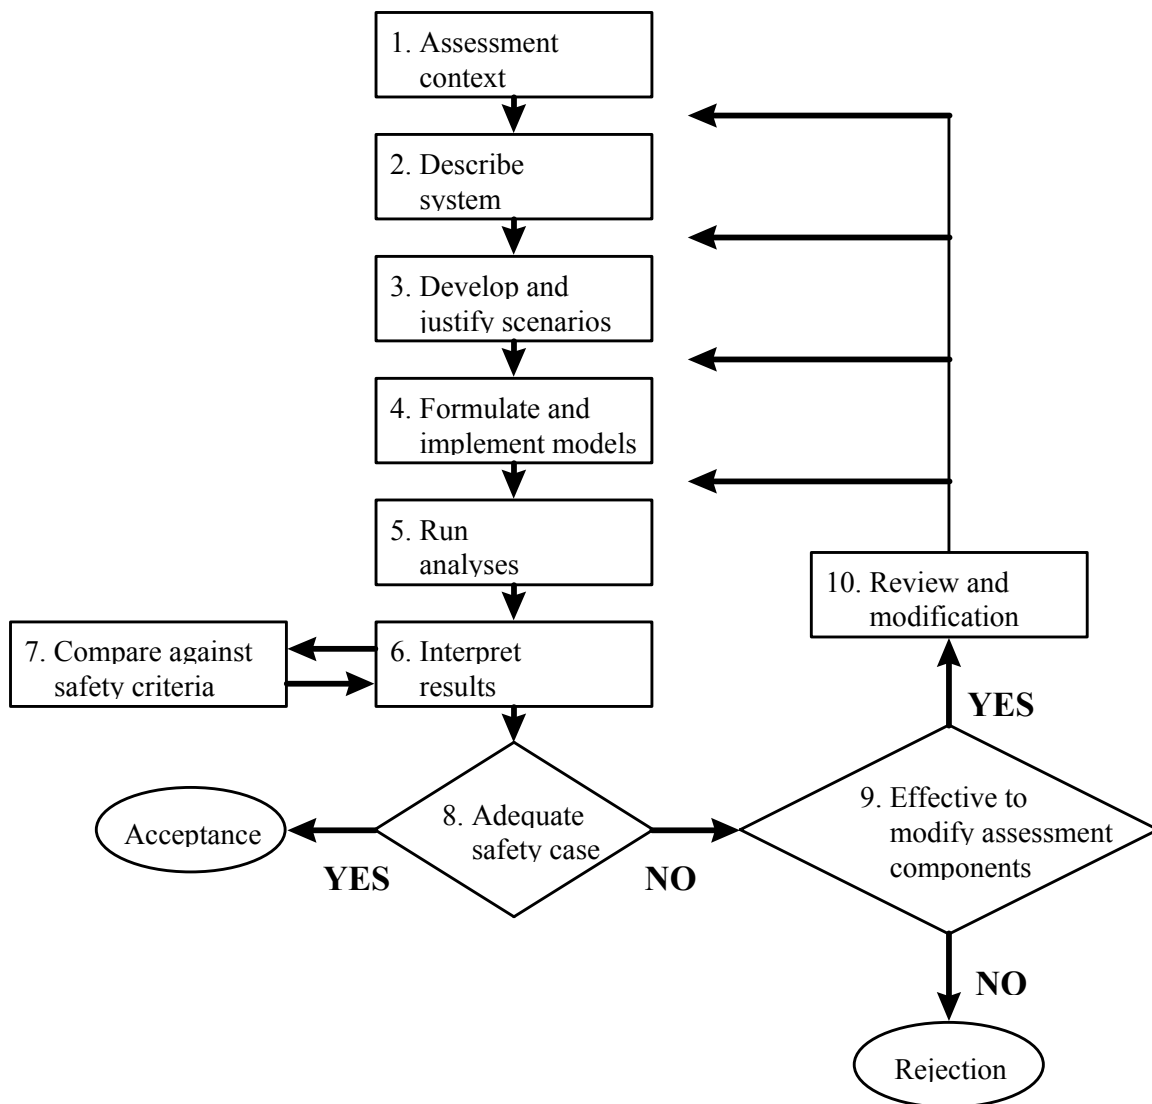 1. Assessment
context
2. Describe
system
3. Develop and
justify scenarios
4. Formulate and
implement models
5. Run
analyses
10. Review and
modification
7. Compare against
safety criteria
6. Interpret
results
YES
8. Adequate
safety case
9. Effective to
modify assessment
components
Acceptance
YES
NO
NO
Rejection